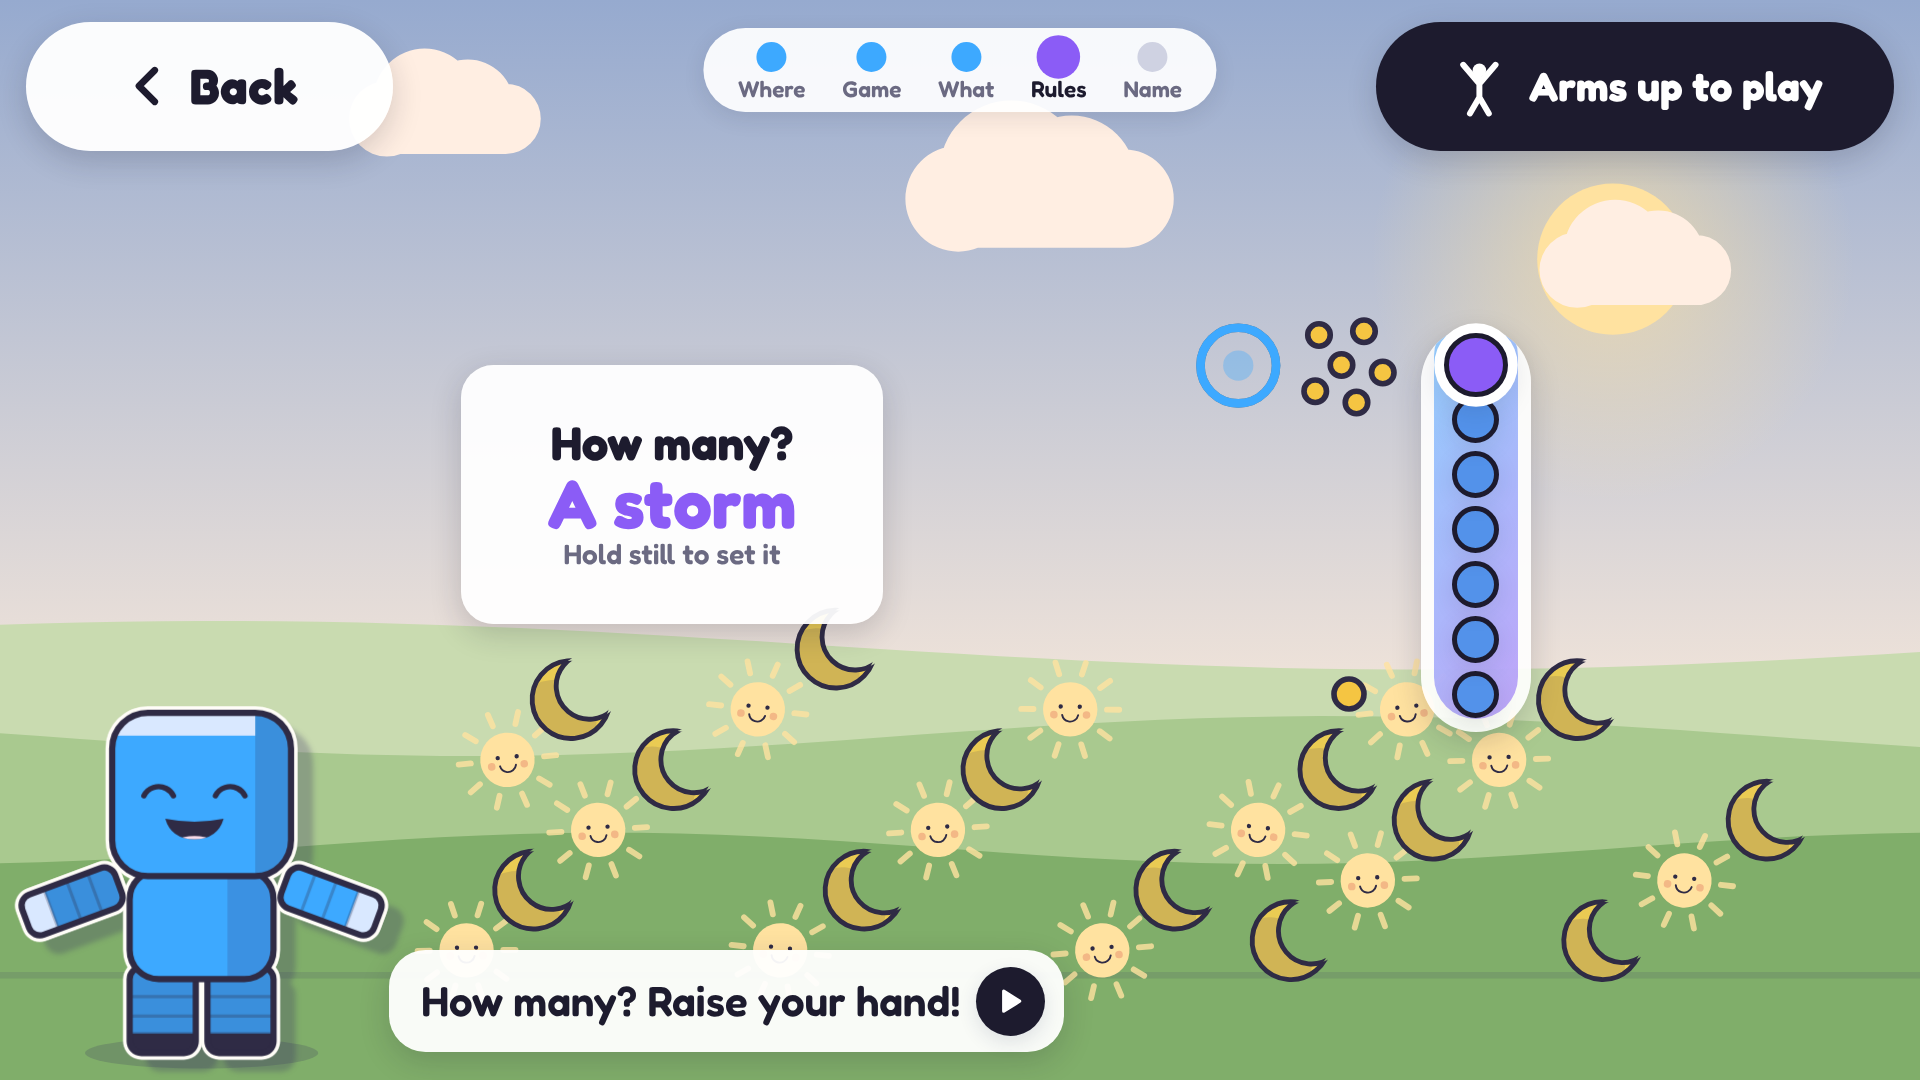 Back
Where Game What Rules Name
Arms up to play
How many?
A storm
Hold still to set it
How many? Raise your hand!